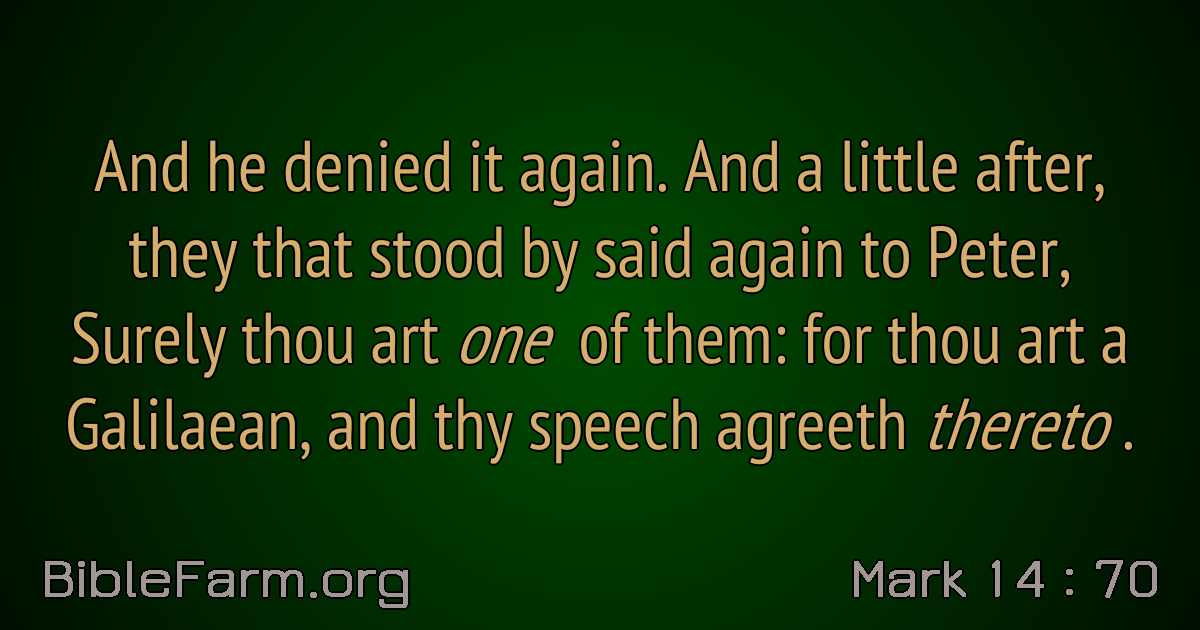 And he denied it again. And a little after,
they that stood by said again to Peter,
Surely thou art one of them: for thou art a
Galilaean, and thy speech agreeth thereto .
BibleFarm.org
Mark 14 : 70